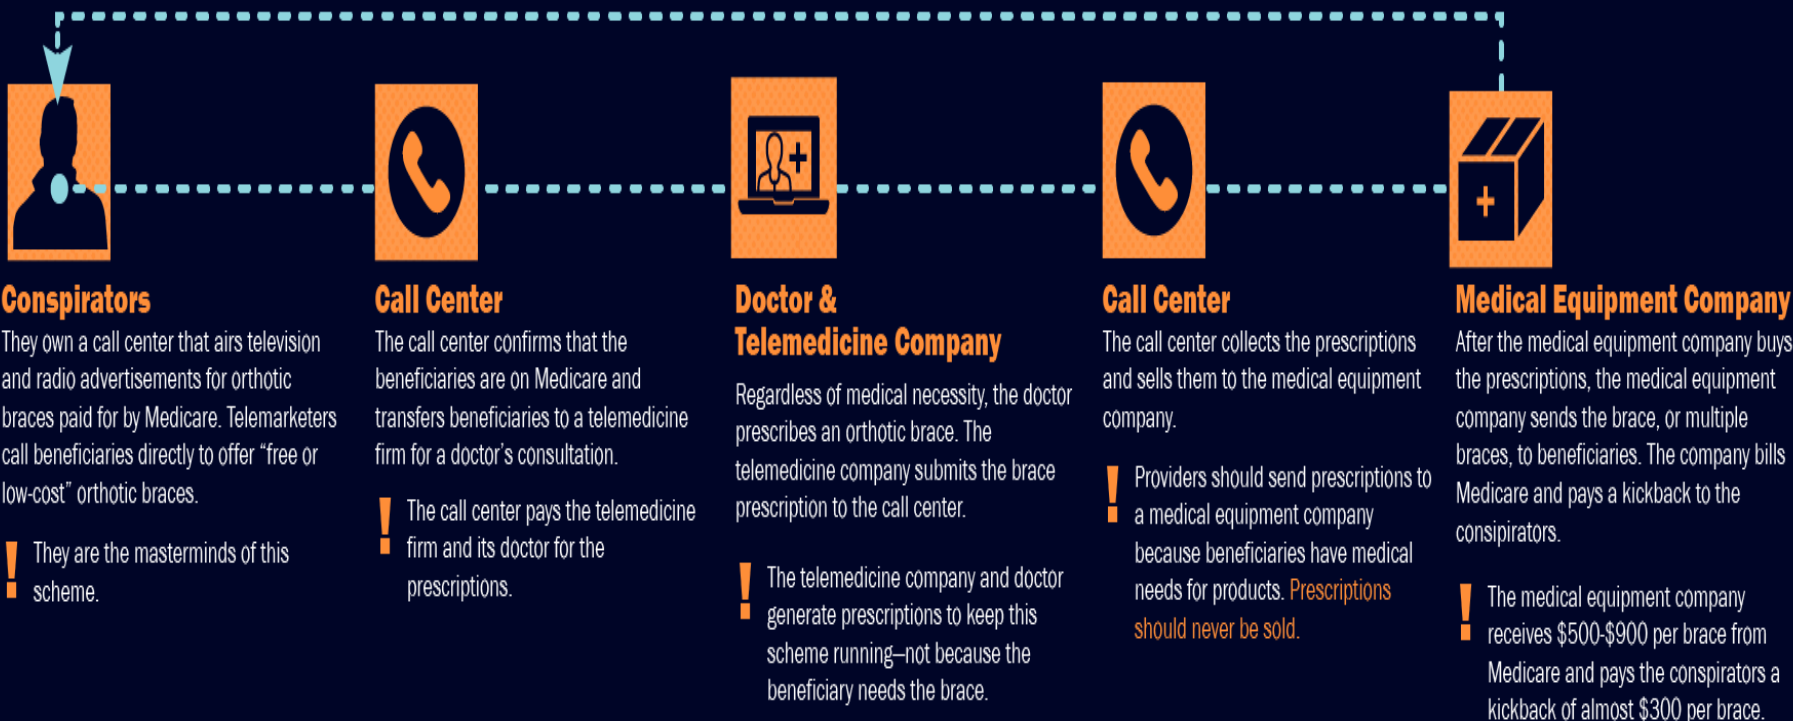 Conspirators
They own a call center that airs television
and radio advertisements for orthotic
braces paid for by Medicare. Telemarketers
call beneficiaries directly to offer “free or
low-cost” orthotic braces.
! They are the masterminds of this
scheme.
Call Center
The call center confirms that the
beneficiaries are on Medicare and
transfers beneficiaries to a telemedicine
firm for a doctor’s consultation.
! The call center pays the telemedicine
firm and its doctor for the
prescriptions.
Doctor &
Telemedicine Company
Regardless of medical necessity, the doctor
prescribes an orthotic brace. The
telemedicine company submits the brace
prescription to the call center.
! The telemedicine company and doctor
generate prescriptions to keep this
scheme running—not because the
beneficiary needs the brace.
Call Center
The call center collects the prescriptions
and sells them to the medical equipment
company.
! Providers should send prescriptions to
a medical equipment company
because beneficiaries have medical
needs for products. Prescriptions
should never be sold.
Medical Equipment Company
After the medical equipment company buys
the prescriptions, the medical equipment
company sends the brace, or multiple
braces, to beneficiaries. The company bills
Medicare and pays a kickback to the
consipirators.
! The medical equipment company
receives $500-$900 per brace from
Medicare and pays the conspirators a
kickback of almost $300 per brace.